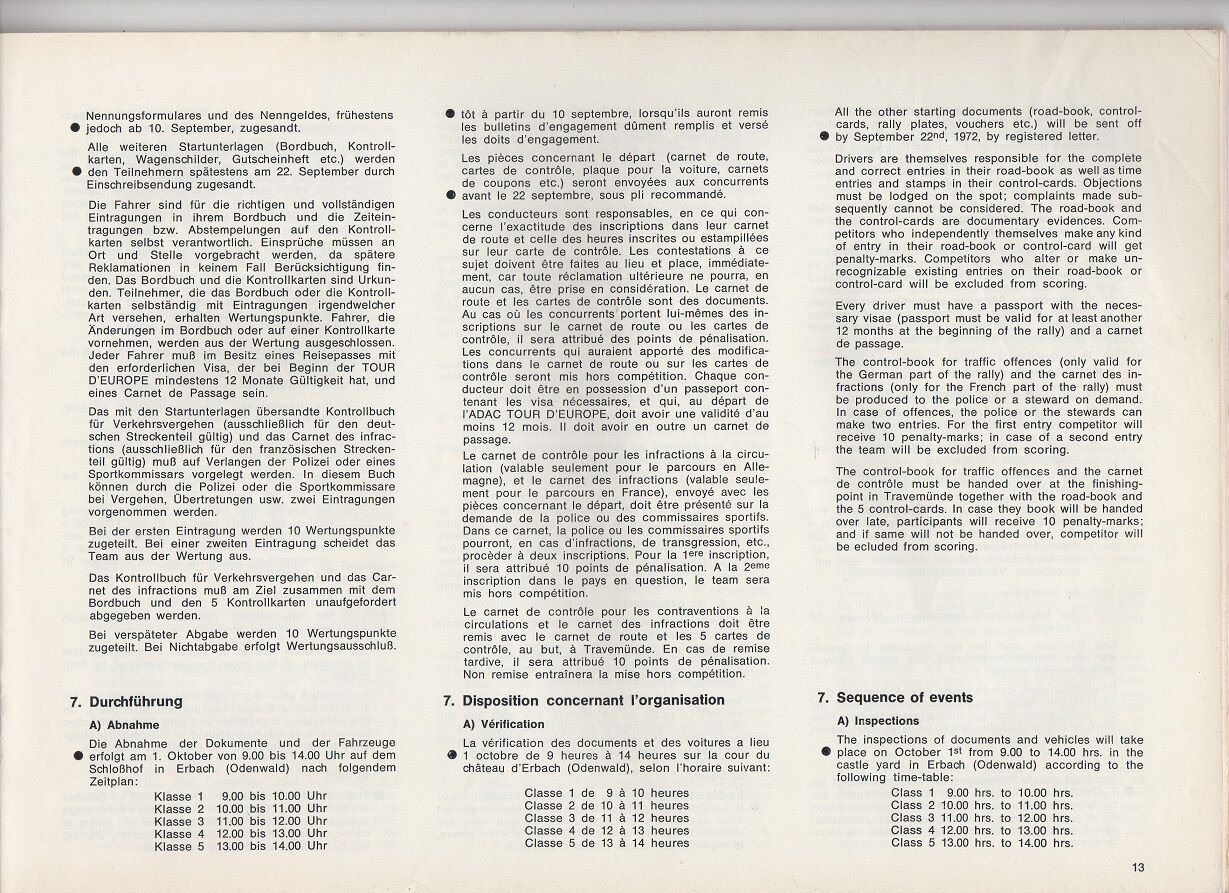 Nennungsformulares und des Nenngeldes, frühestens
● jedoch ab 10. September, zugesandt.
Alle weiteren Startunterlagen (Bordbuch, Kontroll-
karten, Wagenschilder, Gutscheinheft etc.) werden
● den Teilnehmern spätestens am 22. September durch
Einschreibsendung zugesandt.
Die Fahrer sind für die richtigen und vollständigen
Eintragungen in ihrem Bordbuch und die Zeitein-
tragungen bzw. Abstempelungen auf den Kontroll-
karten selbst verantwortlich. Einsprüche müssen an
Ort und Stelle vorgebracht werden, da spätere
Reklamationen in keinem Fall Berücksichtigung fin-
den. Das Bordbuch und die Kontrollkarten sind Urkun-
den. Teilnehmer, die das Bordbuch oder die Kontroll-
karten selbständig mit Eintragungen irgendwelcher
Art versehen, erhalten Wertungspunkte. Fahrer, die
Änderungen im Bordbuch oder auf einer Kontrollkarte
vornehmen, werden aus der Wertung ausgeschlossen.
Jeder Fahrer muß im Besitz eines Reisepasses mit
den erforderlichen Visa, der bei Beginn der TOUR
D'EUROPE mindestens 12 Monate Gültigkeit hat, und
eines Carnet de Passage sein.
Das mit den Startunterlagen übersandte Kontrollbuch
für Verkehrsvergehen (ausschließlich für den deut-
schen Streckenteil gültig) und das Carnet des infrac-
tions (ausschließlich für den französischen Strecken-
teil gültig) muß auf Verlangen der Polizei oder eines
Sportkommissars vorgelegt werden. In diesem Buch
können durch die Polizei oder die Sportkommissare
bei Vergehen, Übertretungen usw. zwei Eintragungen
vorgenommen werden.
Bei der ersten Eintragung werden 10 Wertungspunkte
zugeteilt. Bei einer zweiten Eintragung scheidet das
Team aus der Wertung aus.
Das Kontrollbuch für Verkehrsvergehen und das Car-
net des infractions muß am Ziel zusammen mit dem
Bordbuch und den 5 Kontrollkarten unaufgefordert
abgegeben werden.
Bei verspäteter Abgabe werden 10 Wertungspunkte
zugeteilt. Bei Nichtabgabe erfolgt Wertungsausschluß.
7. Durchführung
A) Abnahme
Die Abnahme der Dokumente und der Fahrzeuge
● erfolgt am 1. Oktober von 9.00 bis 14.00 Uhr auf dem
Schloßhof in Erbach (Odenwald) nach folgendem
Zeitplan:
Klasse 1 9.00 bis 10.00 Uhr
Klasse 2 10.00 bis 11.00 Uhr
Klasse 3 11.00 bis 12.00 Uhr
Klasse 4 12.00 bis 13.00 Uhr
Klasse 5 13.00 bis 14.00 Uhr
● tôt à partir du 10 septembre, lorsqu'ils auront remis
les bulletins d'engagement dûment remplis et versé
les doits d'engagement.
Les pièces concernant le départ (carnet de route,
cartes de contrôle, plaque pour la voiture, carnets
de coupons etc.) seront envoyées aux concurrents
● avant le 22 septembre, sous pli recommandé.
Les conducteurs sont responsables, en ce qui con-
cerne l'exactitude des inscriptions dans leur carnet
de route et celle des heures inscrites ou estampillées
sur leur carte de contrôle. Les contestations à ce
sujet doivent être faites au lieu et place, immédiate-
ment, car toute réclamation ultérieure ne pourra, en
aucun cas, être prise en considération. Le carnet de
route et les cartes de contrôle sont des documents.
Au cas où les concurrents portent lui-mêmes des in-
scriptions sur le carnet de route ou les cartes de
contrôle, il sera attribué des points de pénalisation.
Les concurrents qui auraient apporté des modifica-
tions dans le carnet de route ou sur les cartes de
contrôle seront mis hors compétition. Chaque con-
ducteur doit être en possession d'un passeport con-
tenant les visa nécessaires, et qui, au départ de
l'ADAC TOUR D'EUROPE, doit avoir une validité d'au
moins 12 mois. Il doit avoir en outre un carnet de
passage.
Le carnet de contrôle pour les infractions à la circu-
lation (valable seulement pour le parcours en Alle-
magne), et le carnet des infractions (valable seule-
ment pour le parcours en France), envoyé avec les
pièces concernant le départ, doit être présenté sur la
demande de la police ou des commissaires sportifs.
Dans ce carnet, la police ou les commissaires sportifs
pourront, en cas d'infractions, de transgression, etc.,
procèder à deux inscriptions. Pour la 1ere inscription,
il sera attribué 10 points de pénalisation. A la 2eme
inscription dans le pays en question, le team sera
mis hors compétition.
Le carnet de contrôle pour les contraventions à la
circulations et le carnet des infractions doit être
remis avec le carnet de route et les 5 cartes de
contrôle, au but, à Travemünde. En cas de remise
tardive, il sera attribué 10 points de pénalisation.
Non remise entraînera la mise hors compétition.
7. Disposition concernant l'organisation
A) Vérification
La vérification des documents et des voitures a lieu
● 1 octobre de 9 heures à 14 heures sur la cour du
château d'Erbach (Odenwald), selon l'horaire suivant:
Classe 1 de 9 à 10 heures
Classe 2 de 10 à 11 heures
Classe 3 de 11 à 12 heures
Classe 4 de 12 à 13 heures
Classe 5 de 13 à 14 heures
All the other starting documents (road-book, control-
cards, rally plates, vouchers etc.) will be sent off
● by September 22nd, 1972, by registered letter.
Drivers are themselves responsible for the complete
and correct entries in their road-book as well as time
entries and stamps in their control-cards. Objections
must be lodged on the spot; complaints made sub-
sequently cannot be considered. The road-book and
the control-cards are documentary evidences. Com-
petitors who independently themselves make any kind
of entry in their road-book or control-card will get
penalty-marks. Competitors who alter or make un-
recognizable existing entries on their road-book or
control-card will be excluded from scoring.
Every driver must have a passport with the neces-
sary visae (passport must be valid for at least another
12 months at the beginning of the rally) and a carnet
de passage.
The control-book for traffic offences (only valid for
the German part of the rally) and the carnet des in-
fractions (only for the French part of the rally) must
be produced to the police or a steward on demand.
In case of offences, the police or the stewards can
make two entries. For the first entry competitor will
receive 10 penalty-marks; in case of a second entry
the team will be excluded from scoring.
The control-book for traffic offences and the carnet
de contrôle must be handed over at the finishing-
point in Travemünde together with the road-book and
the 5 control-cards. In case they book will be handed
over late, participants will receive 10 penalty-marks;
and if same will not be handed over, competitor will
be ecluded from scoring.
7. Sequence of events
A) Inspections
The inspections of documents and vehicles will take
● place on October 1st from 9.00 to 14.00 hrs. in the
castle yard in Erbach (Odenwald) according to the
following time-table:
Class 1 9.00 hrs. to 10.00 hrs.
Class 2 10.00 hrs. to 11.00 hrs.
Class 3 11.00 hrs. to 12.00 hrs.
Class 4 12.00 hrs. to 13.00 hrs.
Class 5 13.00 hrs. to 14.00 hrs.
13